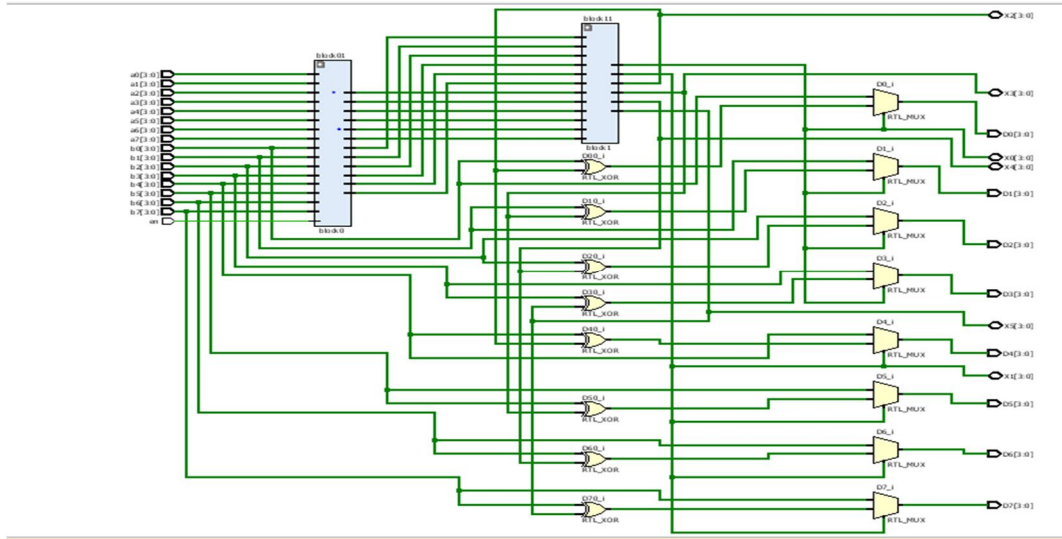 block11
X2[3:0]
block01
a0[3:0]
a1[3:0]
a2[3:0]
a3[3:0]
a4[3:0]
a5[3:0]
a6[3:0]
a7[3:0]
b0[3:0]
b1[3:0]
b2[3:0]
b3[3:0]
b4[3:0]
b5[3:0]
b6[3:0]
b7[3:0]
en
block0
block1
D0_i
RTL_MUX
X3[3:0]
D0[3:0]
D00_i
RTL_XOR
D1_i
RTL_MUX
X0[3:0]
X4[3:0]
D1[3:0]
D10_i
RTL_XOR
D2_i
RTL_MUX
D2[3:0]
D20_i
RTL_XOR
D3_i
RTL_MUX
D3[3:0]
D30_i
RTL_XOR
X5[3:0]
D40_i
RTL_XOR
D4_i
RTL_MUX
D4[3:0]
X1[3:0]
D5_i
RTL_MUX
D5[3:0]
D50_i
RTL_XOR
D6_i
RTL_MUX
D6[3:0]
D60_i
RTL_XOR
D7_i
RTL_MUX
D7[3:0]
D70_i
RTL_XOR